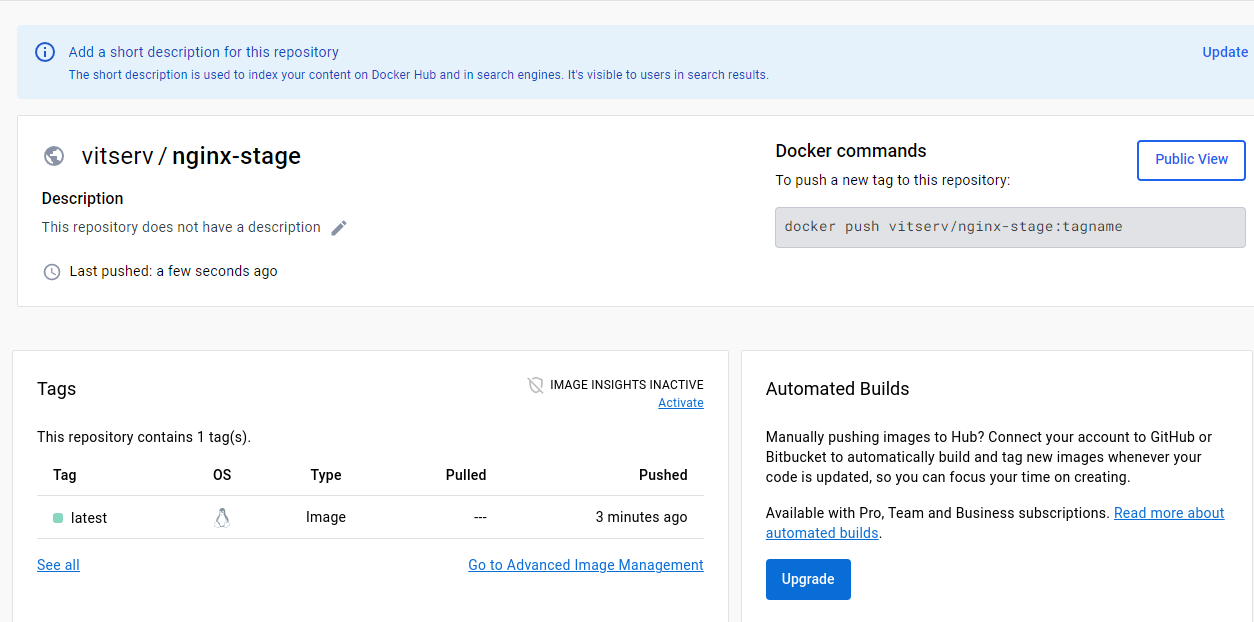 Add a short description for this repository
Update
The short description is used to index your content on Docker Hub and in search engines. It's visible to users in search results.
vitserv / nginx-stage
Description
This repository does not have a description
Last pushed: a few seconds ago
Docker commands
Public View
To push a new tag to this repository:
docker push vitserv/nginx-stage:tagname
Tags
IMAGE INSIGHTS INACTIVE
Activate
This repository contains 1 tag(s).
Tag OS Type Pulled Pushed
latest Image --- 3 minutes ago
See all
Go to Advanced Image Management
Automated Builds
Manually pushing images to Hub? Connect your account to GitHub or
Bitbucket to automatically build and tag new images whenever your
code is updated, so you can focus your time on creating.
Available with Pro, Team and Business subscriptions. Read more about
automated builds.
Upgrade